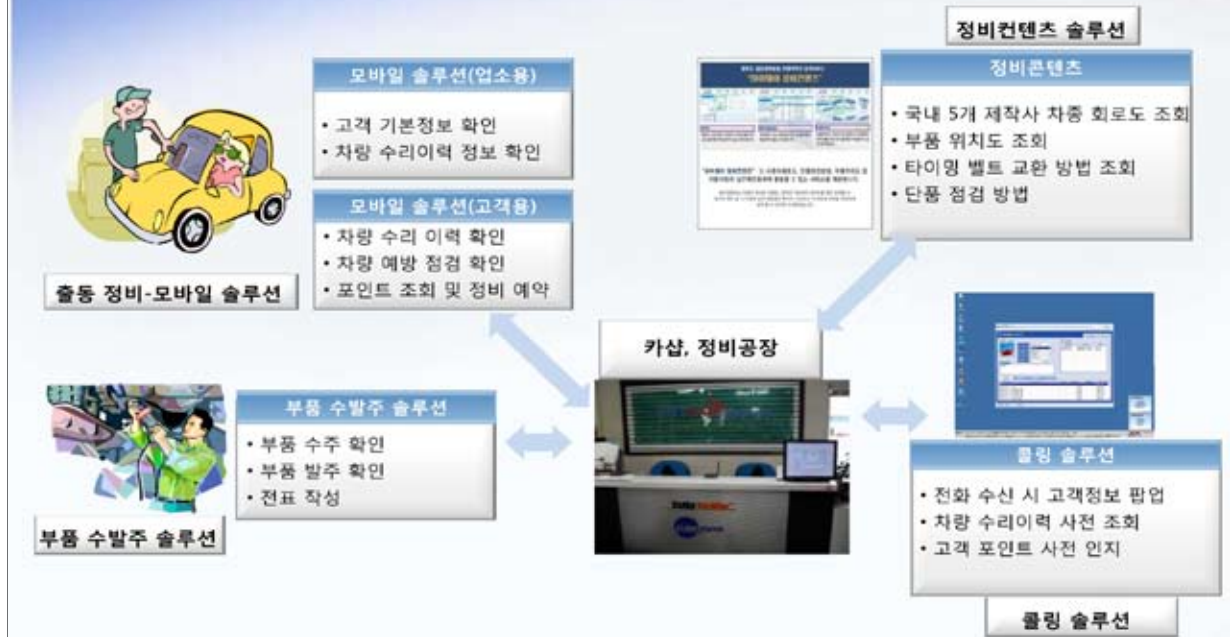 정비컨텐츠 솔루션
모바일 솔루션(업소용)
• 고객 기본정보 확인
• 차량 수리이력 정보 확인
모바일 솔루션(고객용)
• 차량 수리 이력 확인
• 차량 예방 점검 확인
• 포인트 조회 및 정비 예약
출동 정비-모바일 솔루션
정비콘텐츠
• 국내 5개 제작사 차종 회로도 조회
• 부품 위치도 조회
• 타이밍 벨트 교환 방법 조회
• 단품 점검 방법
카샵, 정비공장
부품 수발주 솔루션
• 부품 수주 확인
• 부품 발주 확인
• 전표 작성
부품 수발주 솔루션
콜링 솔루션
• 전화 수신 시 고객정보 팝업
• 차량 수리이력 사전 조회
• 고객 포인트 사전 인지
콜링 솔루션